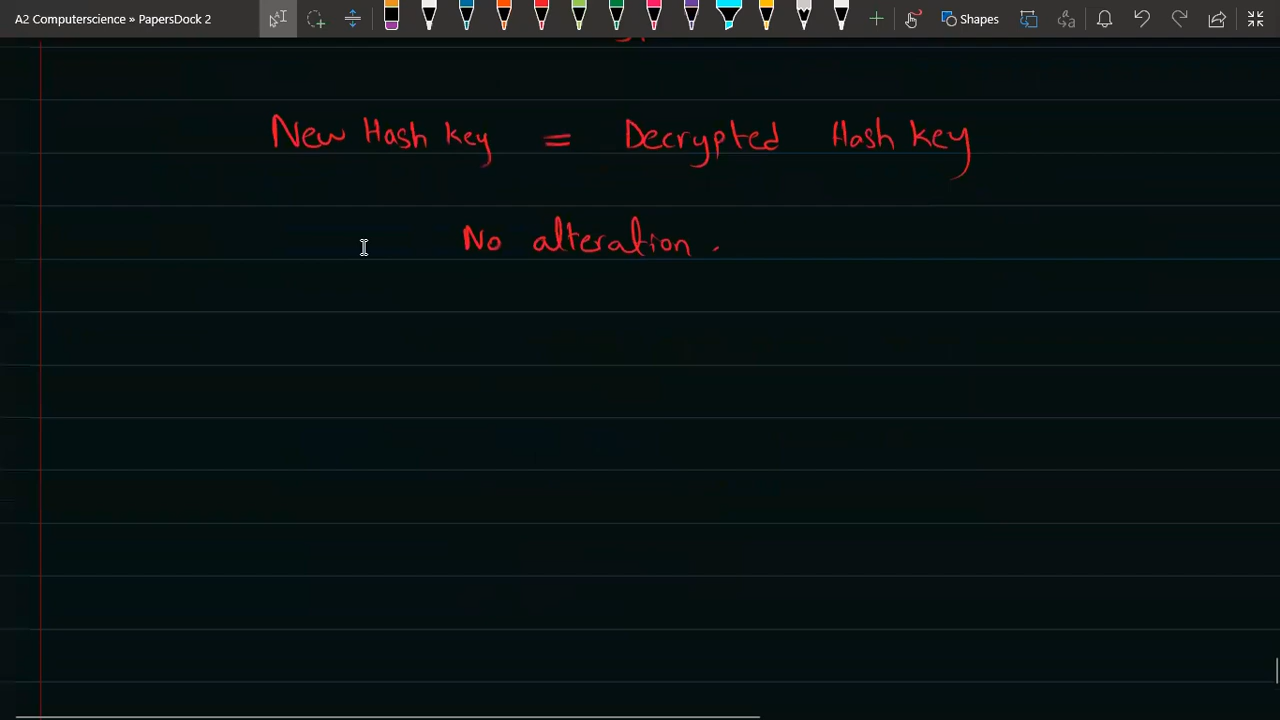 A2 Computerscience » PapersDock 2
Shapes
New Hash key = Decrypted Hash key
No alteration.